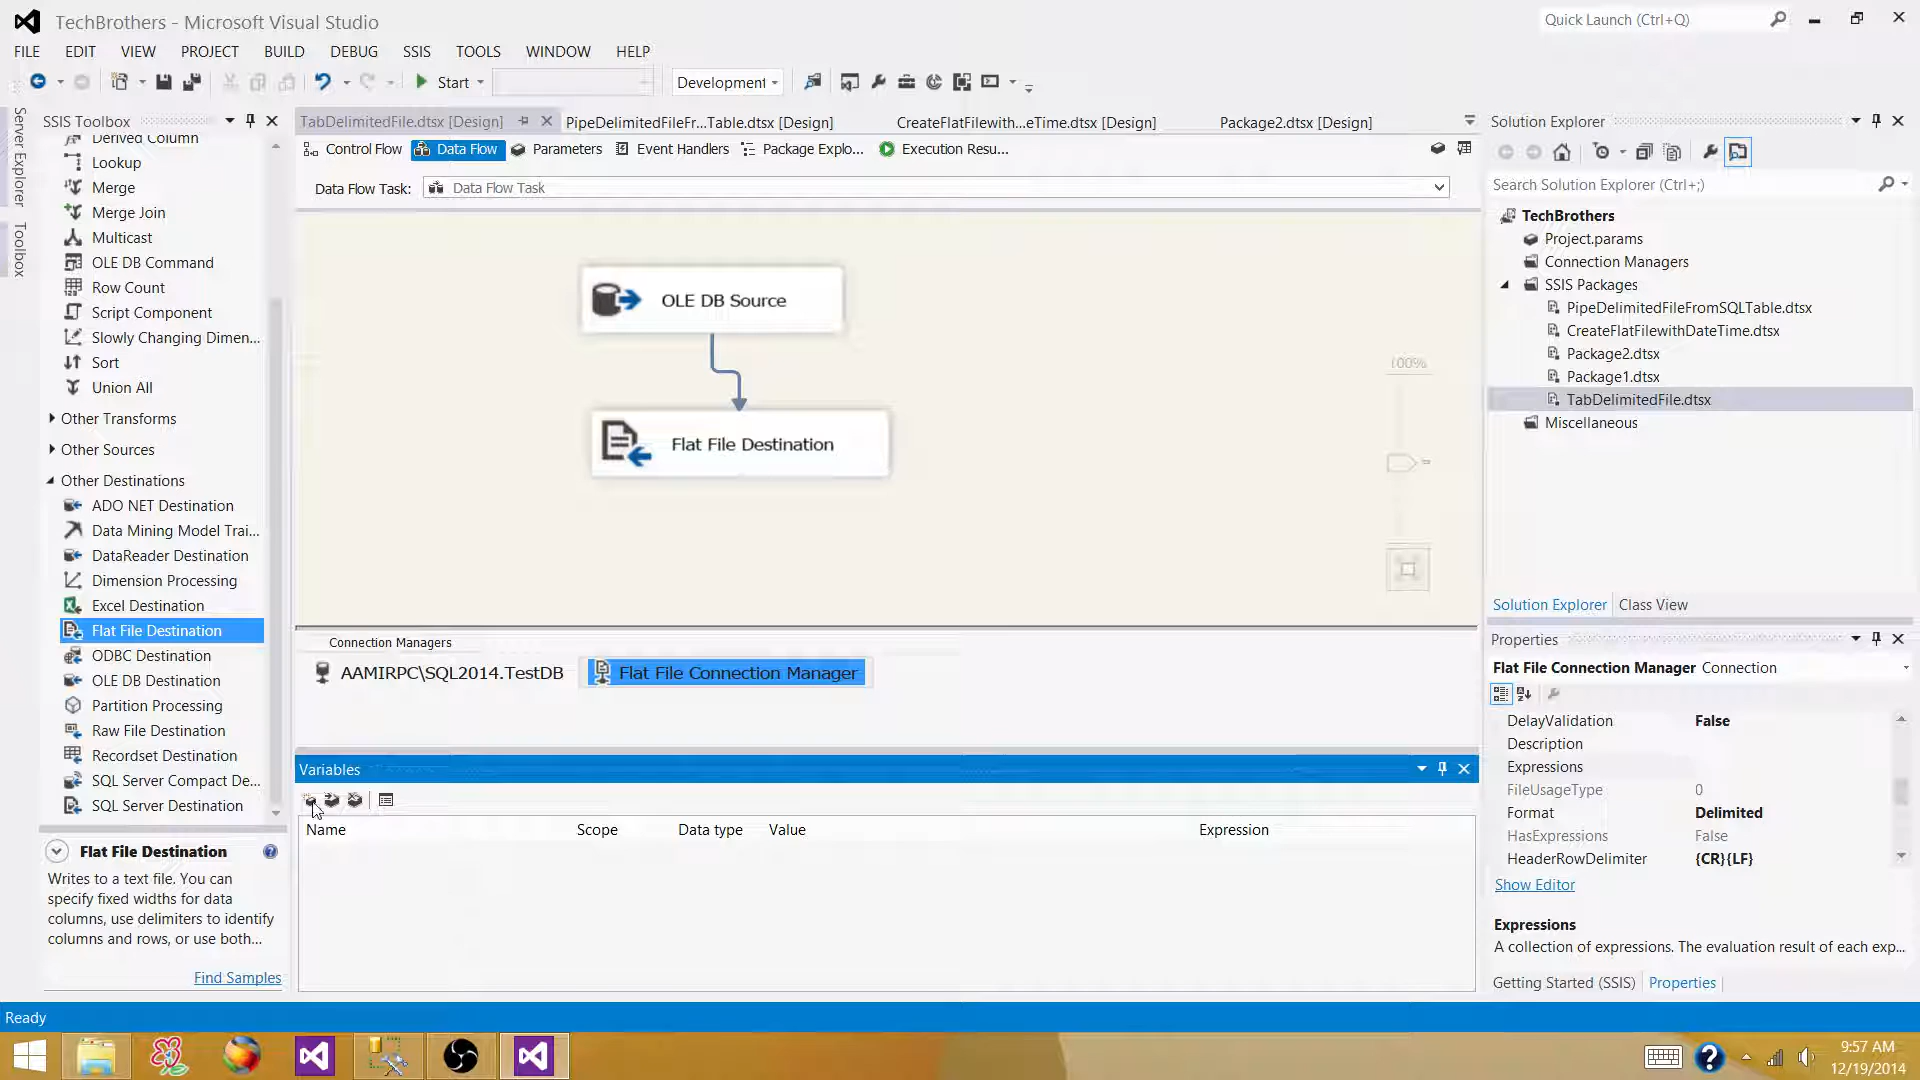 TechBrothers - Microsoft Visual Studio
Quick Launch (Ctrl+Q)
FILE EDIT VIEW PROJECT BUILD DEBUG SSIS TOOLS WINDOW HELP
Start
Development
Server Explorer
Toolbox
SSIS Toolbox
Derived Column
Lookup
Merge
Merge Join
Multicast
OLE DB Command
Row Count
Script Component
Slowly Changing Dimen...
Sort
Union All
Other Transforms
Other Sources
Other Destinations
ADO NET Destination
Data Mining Model Trai...
DataReader Destination
Dimension Processing
Excel Destination
Flat File Destination
ODBC Destination
OLE DB Destination
Partition Processing
Raw File Destination
Recordset Destination
SQL Server Compact De...
SQL Server Destination
Flat File Destination
Writes to a text file. You can
specify fixed widths for data
columns, use delimiters to identify
columns and rows, or use both...
Find Samples
TabDelimitedFile.dtsx [Design] PipeDelimitedFileFr...Table.dtsx [Design] CreateFlatFilewith...eTime.dtsx [Design] Package2.dtsx [Design]
Control Flow Data Flow Parameters Event Handlers Package Explo... Execution Resu...
Data Flow Task: Data Flow Task
OLE DB Source
Flat File Destination
100%
Connection Managers
AAMIRPC\SQL2014.TestDB Flat File Connection Manager
Variables
Name Scope Data type Value Expression
Solution Explorer
Search Solution Explorer (Ctrl+;)
TechBrothers
Project.params
Connection Managers
SSIS Packages
PipeDelimitedFileFromSQLTable.dtsx
CreateFlatFilewithDateTime.dtsx
Package2.dtsx
Package1.dtsx
TabDelimitedFile.dtsx
Miscellaneous
Solution Explorer Class View
Properties
Flat File Connection Manager Connection
DelayValidation False
Description
Expressions
FileUsageType 0
Format Delimited
HasExpressions False
HeaderRowDelimiter {CR}{LF}
Show Editor
Expressions
A collection of expressions. The evaluation result of each exp...
Getting Started (SSIS) Properties
Ready
9:57 AM
12/19/2014